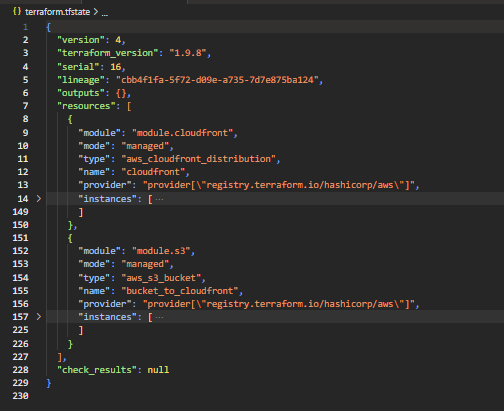 {} terraform.tfstate > ...
1 {
2 "version": 4,
3 "terraform_version": "1.9.8",
4 "serial": 16,
5 "lineage": "cbb4f1fa-5f72-d09e-a735-7d7e875ba124",
6 "outputs": {},
7 "resources": [
8 {
9 "module": "module.cloudfront",
10 "mode": "managed",
11 "type": "aws_cloudfront_distribution",
12 "name": "cloudfront",
13 "provider": "provider[\"registry.terraform.io/hashicorp/aws\"]",
14 > "instances": [ ...
149 ]
150 },
151 {
152 "module": "module.s3",
153 "mode": "managed",
154 "type": "aws_s3_bucket",
155 "name": "bucket_to_cloudfront",
156 "provider": "provider[\"registry.terraform.io/hashicorp/aws\"]",
157 > "instances": [ ...
225 ]
226 }
227 ],
228 "check_results": null
229 }
230